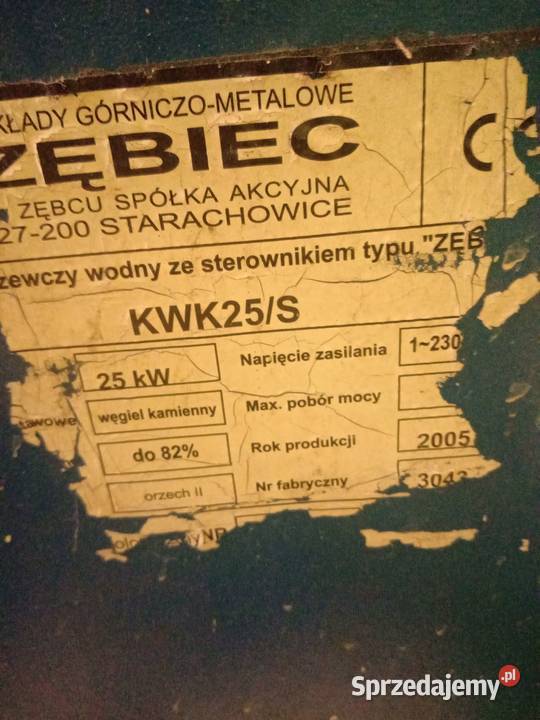 KŁADY GÓRNICZO-METALOWE
ZĘBIEC
ZĘBCU SPÓŁKA AKCYJNA
27-200 STARACHOWICE
zewczy wodny ze sterownikiem typu "ZĘB
KWK25/S
25 kW
Napięcie zasilania 1~230
węgiel kamienny
Max. pobór mocy
do 82%
Rok produkcji 2005
orzech II
Nr fabryczny 3043
Sprzedajemy.pl